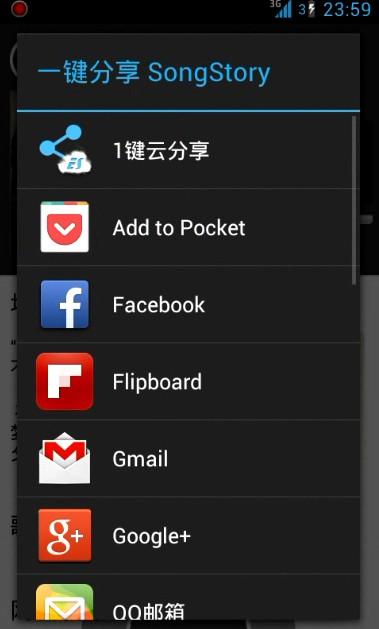 3G 3 23:59
一键分享 SongStory
1键云分享
Add to Pocket
Facebook
Flipboard
Gmail
Google+
QQ邮箱